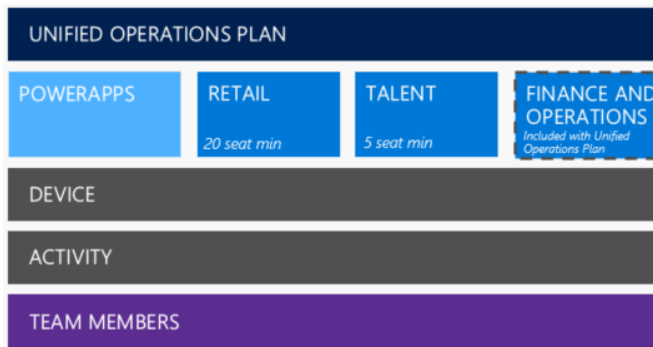 UNIFIED OPERATIONS PLAN
POWERAPPS
RETAIL
20 seat min
TALENT
5 seat min
FINANCE AND
OPERATIONS
Included with Unified
Operations Plan
DEVICE
ACTIVITY
TEAM MEMBERS